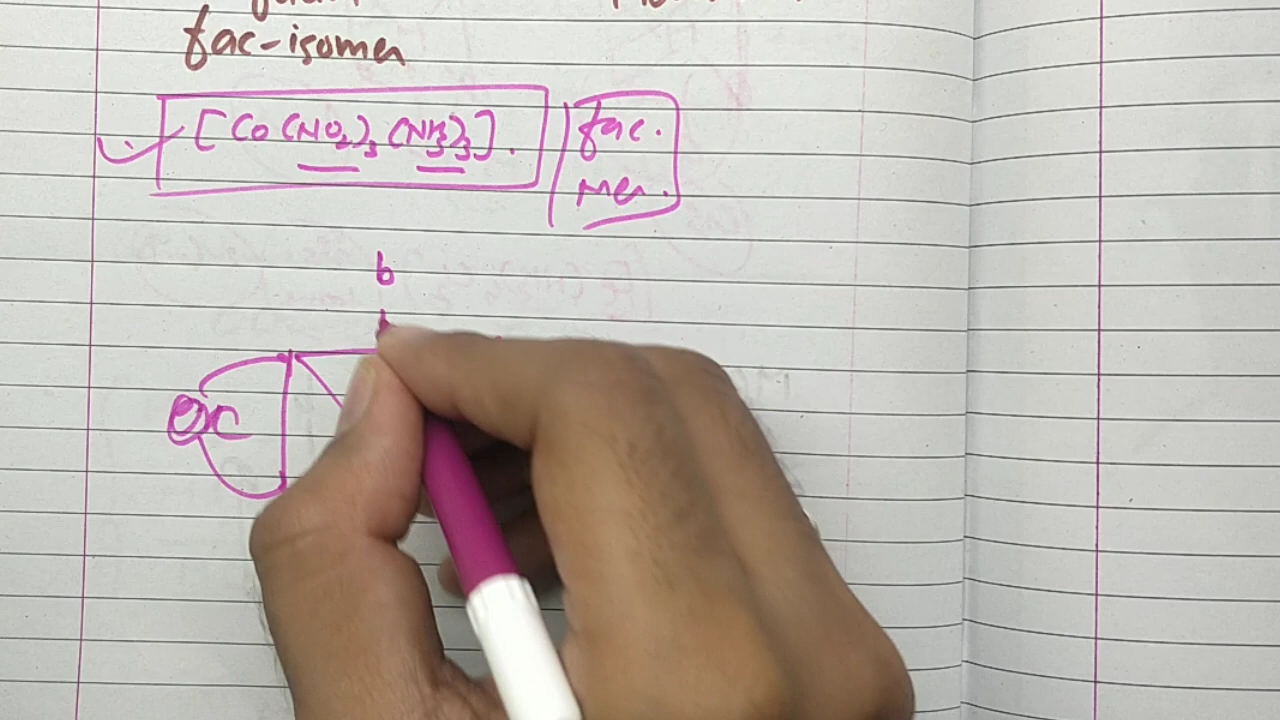 fac-isomer
[Co(NO₂)₃(NH₃)₃]. fac.
mer.
b
OC